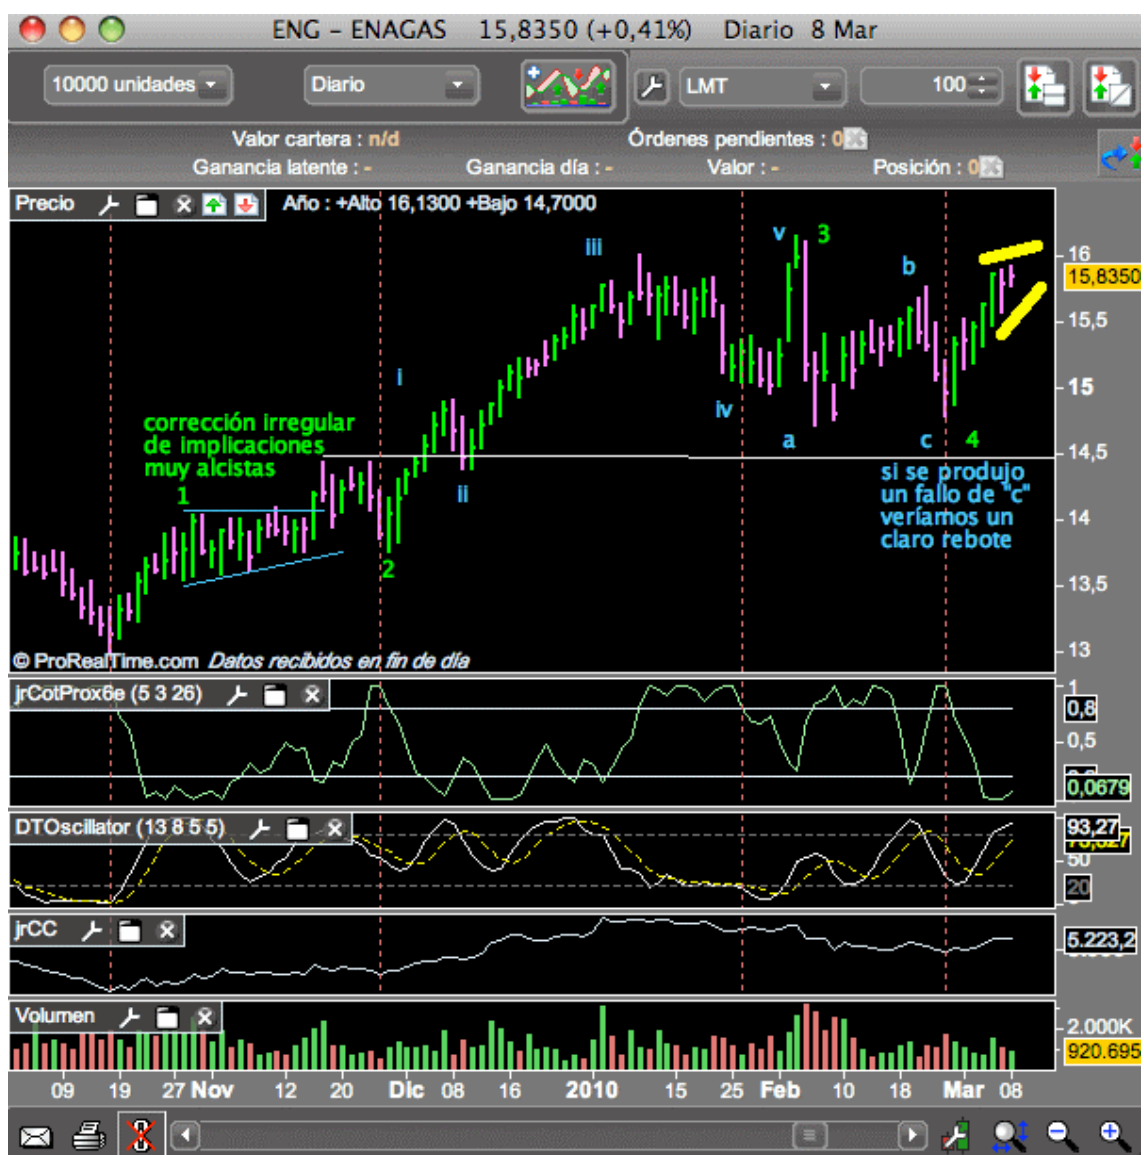 ENG - ENAGAS 15,8350 (+0,41%) Diario 8 Mar
10000 unidades Diario LMT 100
Valor cartera : n/d Órdenes pendientes : 0
Ganancia latente : - Ganancia día : - Valor : - Posición : 0
Precio Año : +Alto 16,1300 +Bajo 14,7000
v 3
iii
b
16
15,8350
15,5
i
15
iv
corrección irregular
de implicaciones
muy alcistas
a c 4
14,5
1
ii
si se produjo
un fallo de "c"
veríamos un
claro rebote
14
2
13,5
13
© ProRealTime.com Datos recibidos en fin de día
jrCotProx6e (5 3 26)
1
0,8
0,5
0,0679
DTOscillator (13 8 5 5)
93,27
50
20
jrCC
5.223,2
Volumen
2.000K
920.695
09 19 27 Nov 12 20 Dic 08 16 2010 15 25 Feb 10 18 Mar 08